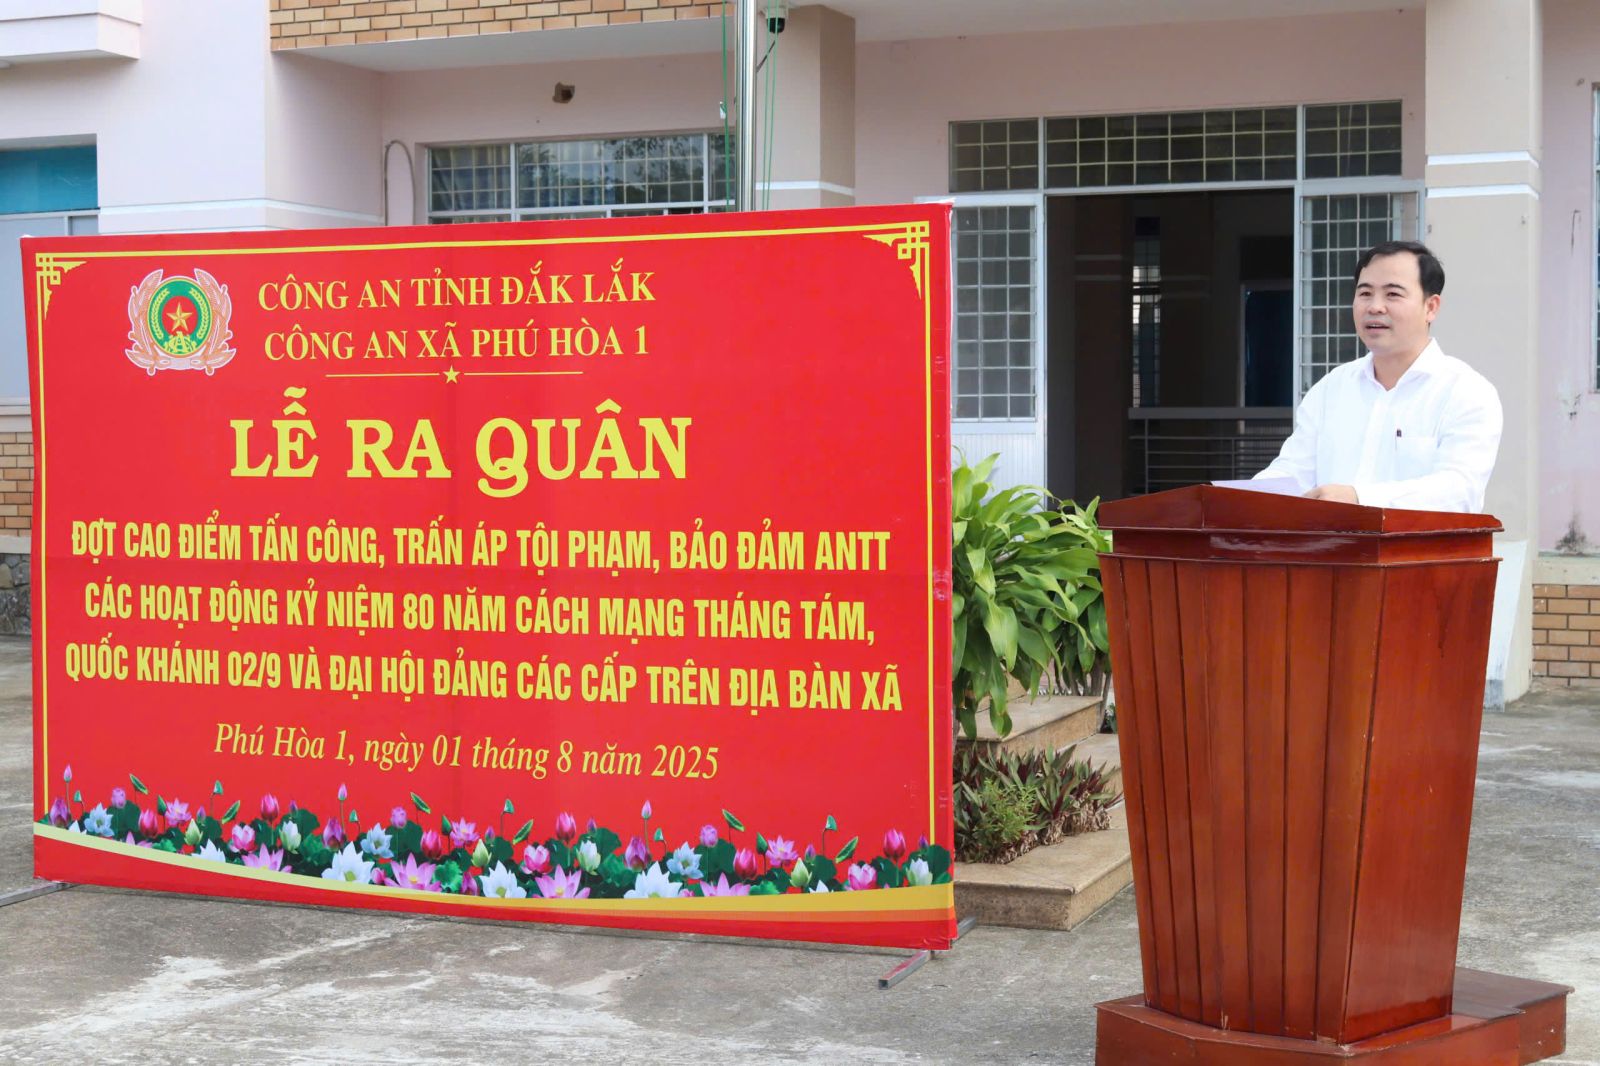 CÔNG AN TỈNH ĐẮK LẮK
CÔNG AN XÃ PHÚ HÒA 1
LỄ RA QUÂN
ĐỢT CAO ĐIỂM TẤN CÔNG, TRẤN ÁP TỘI PHẠM, BẢO ĐẢM ANTT
CÁC HOẠT ĐỘNG KỶ NIỆM 80 NĂM CÁCH MẠNG THÁNG TÁM,
QUỐC KHÁNH 02/9 VÀ ĐẠI HỘI ĐẢNG CÁC CẤP TRÊN ĐỊA BÀN XÃ
Phú Hòa 1, ngày 01 tháng 8 năm 2025